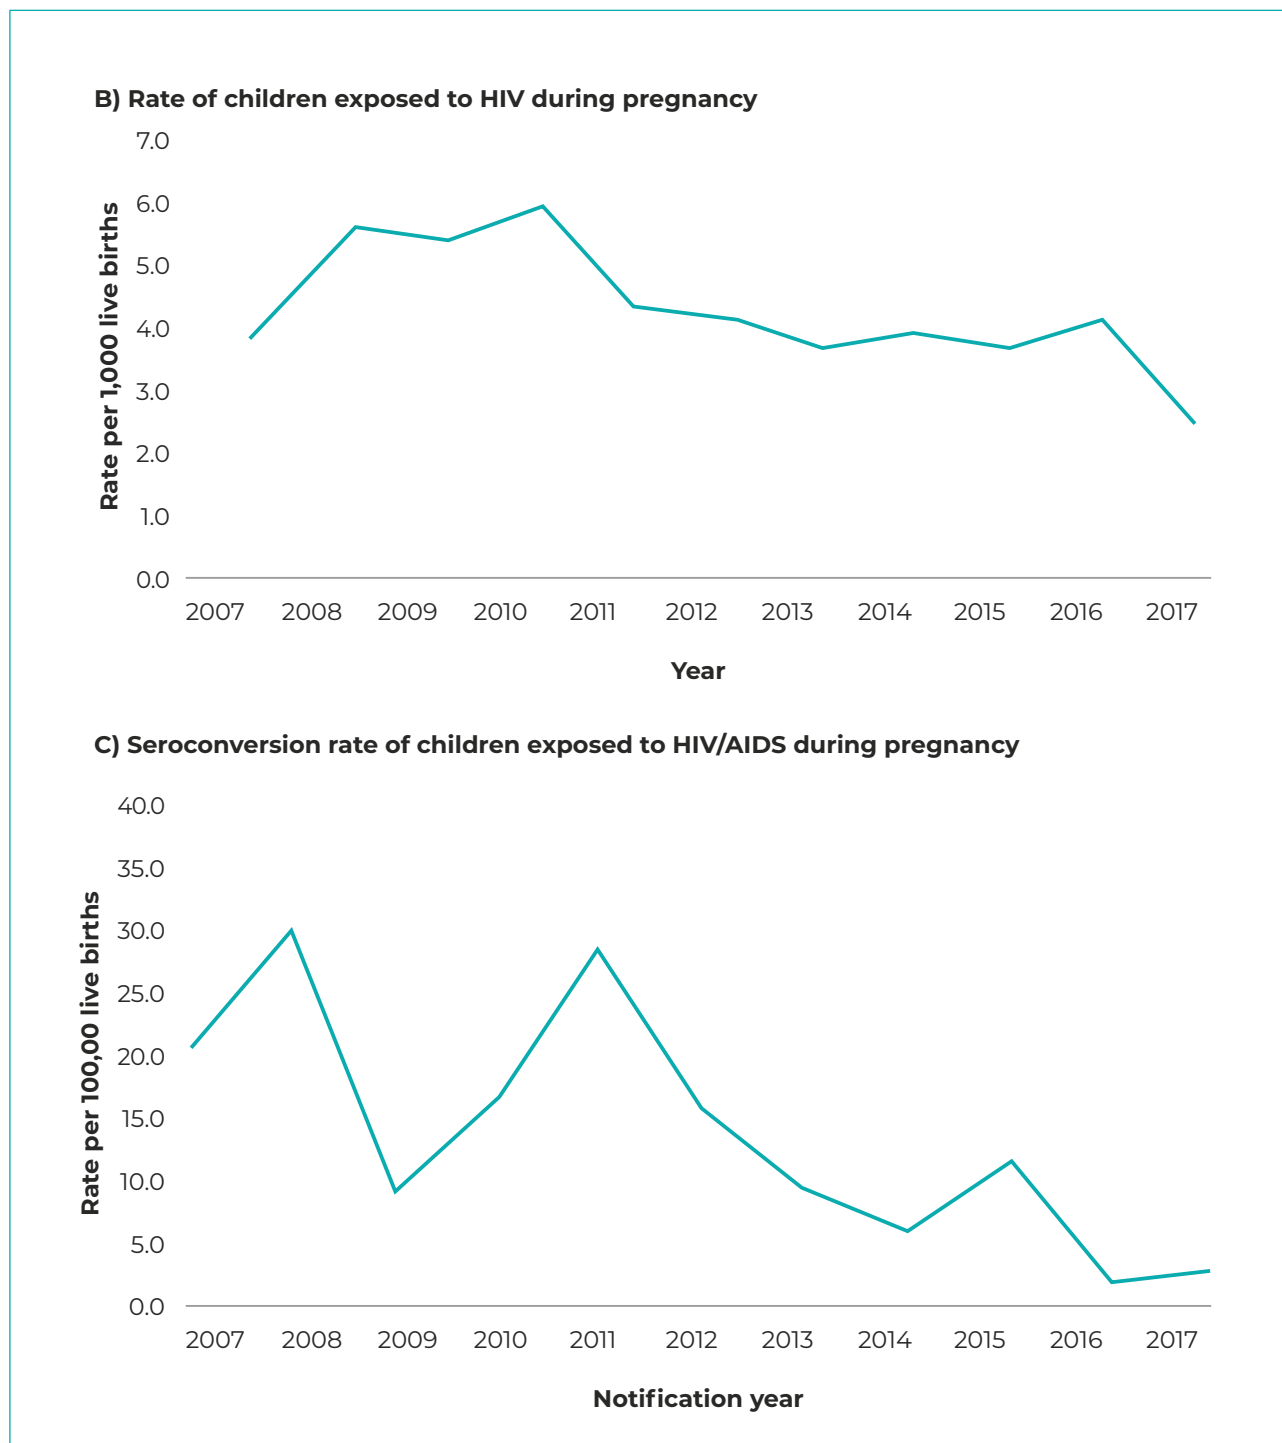 B) Rate of children exposed to HIV during pregnancy
7.0
6.0
5.0
4.0
3.0
2.0
1.0
0.0
Rate per 1,000 live births
2007 2008 2009 2010 2011 2012 2013 2014 2015 2016 2017
Year
C) Seroconversion rate of children exposed to HIV/AIDS during pregnancy
40.0
35.0
30.0
25.0
20.0
15.0
10.0
5.0
0.0
Rate per 100,00 live births
2007 2008 2009 2010 2011 2012 2013 2014 2015 2016 2017
Notification year